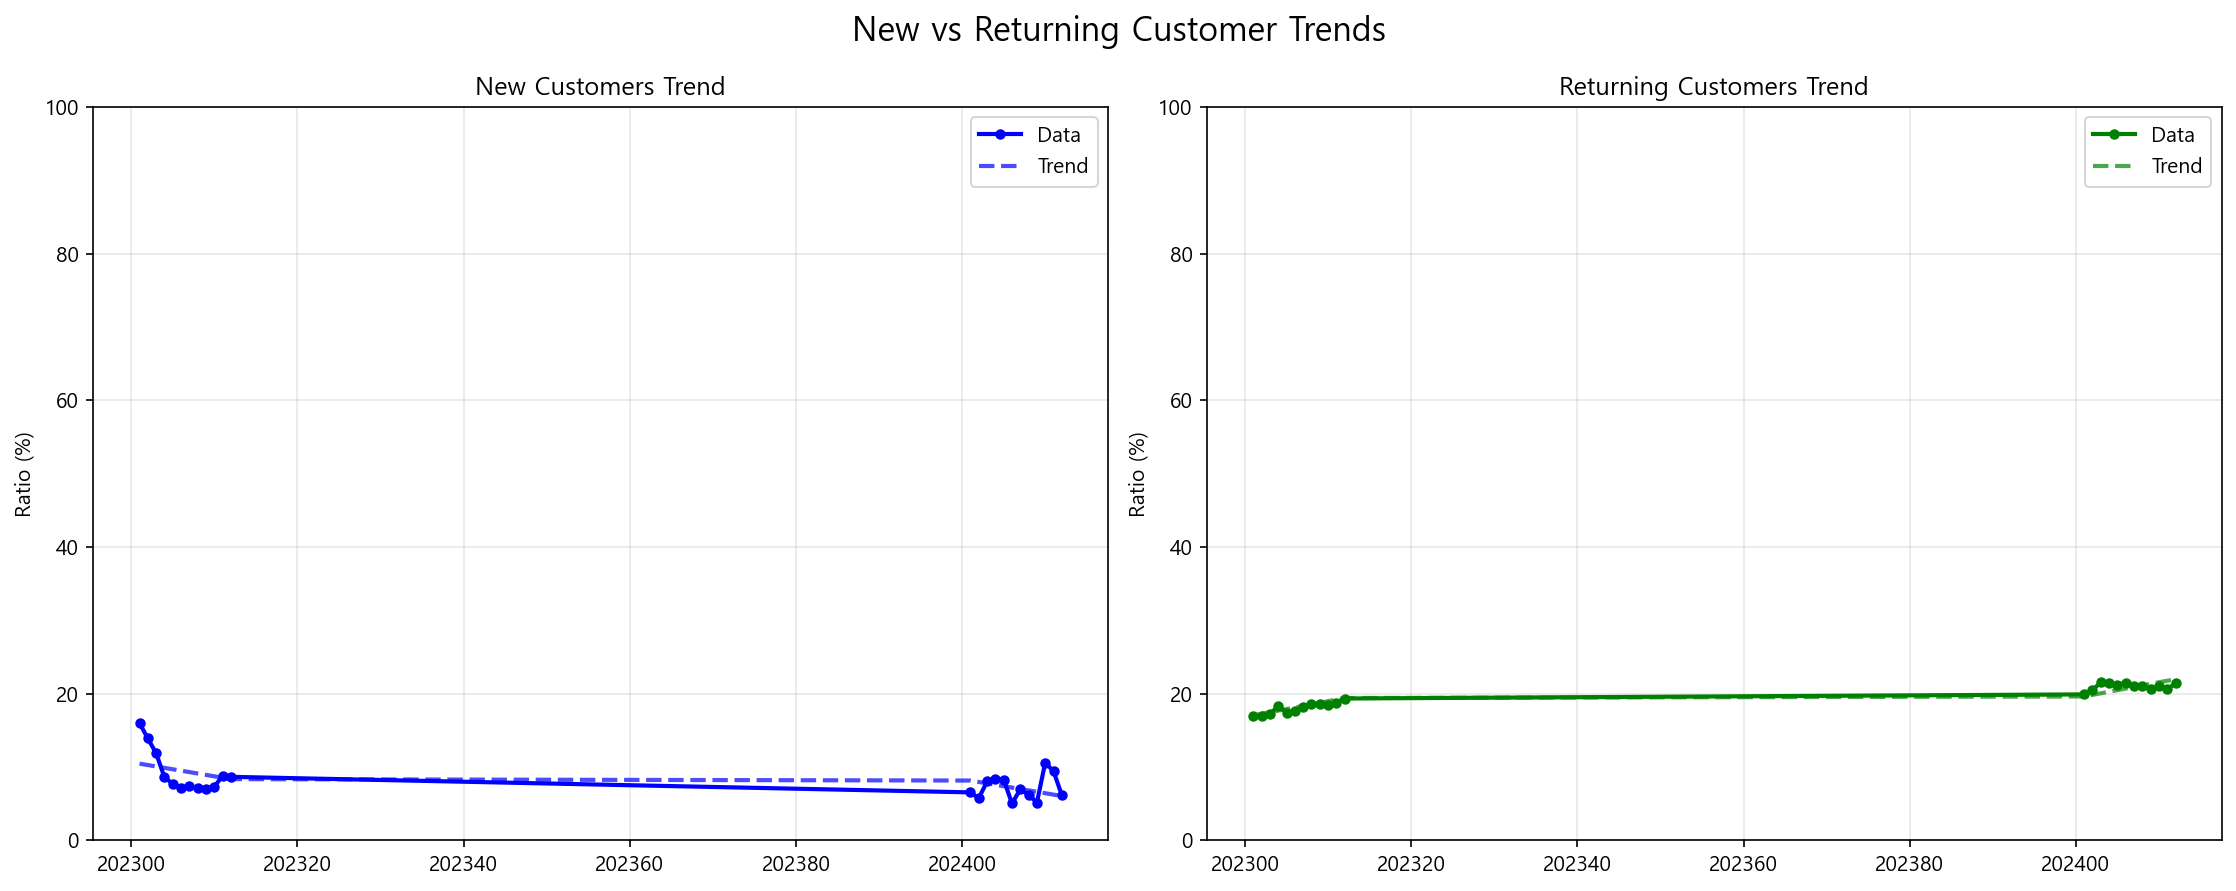 New vs Returning Customer Trends
New Customers Trend
100
80
60
40
20
0
Ratio (%)
202300 202320 202340 202360 202380 202400
Data
Trend
Returning Customers Trend
100
80
60
40
20
0
Ratio (%)
202300 202320 202340 202360 202380 202400
Data
Trend